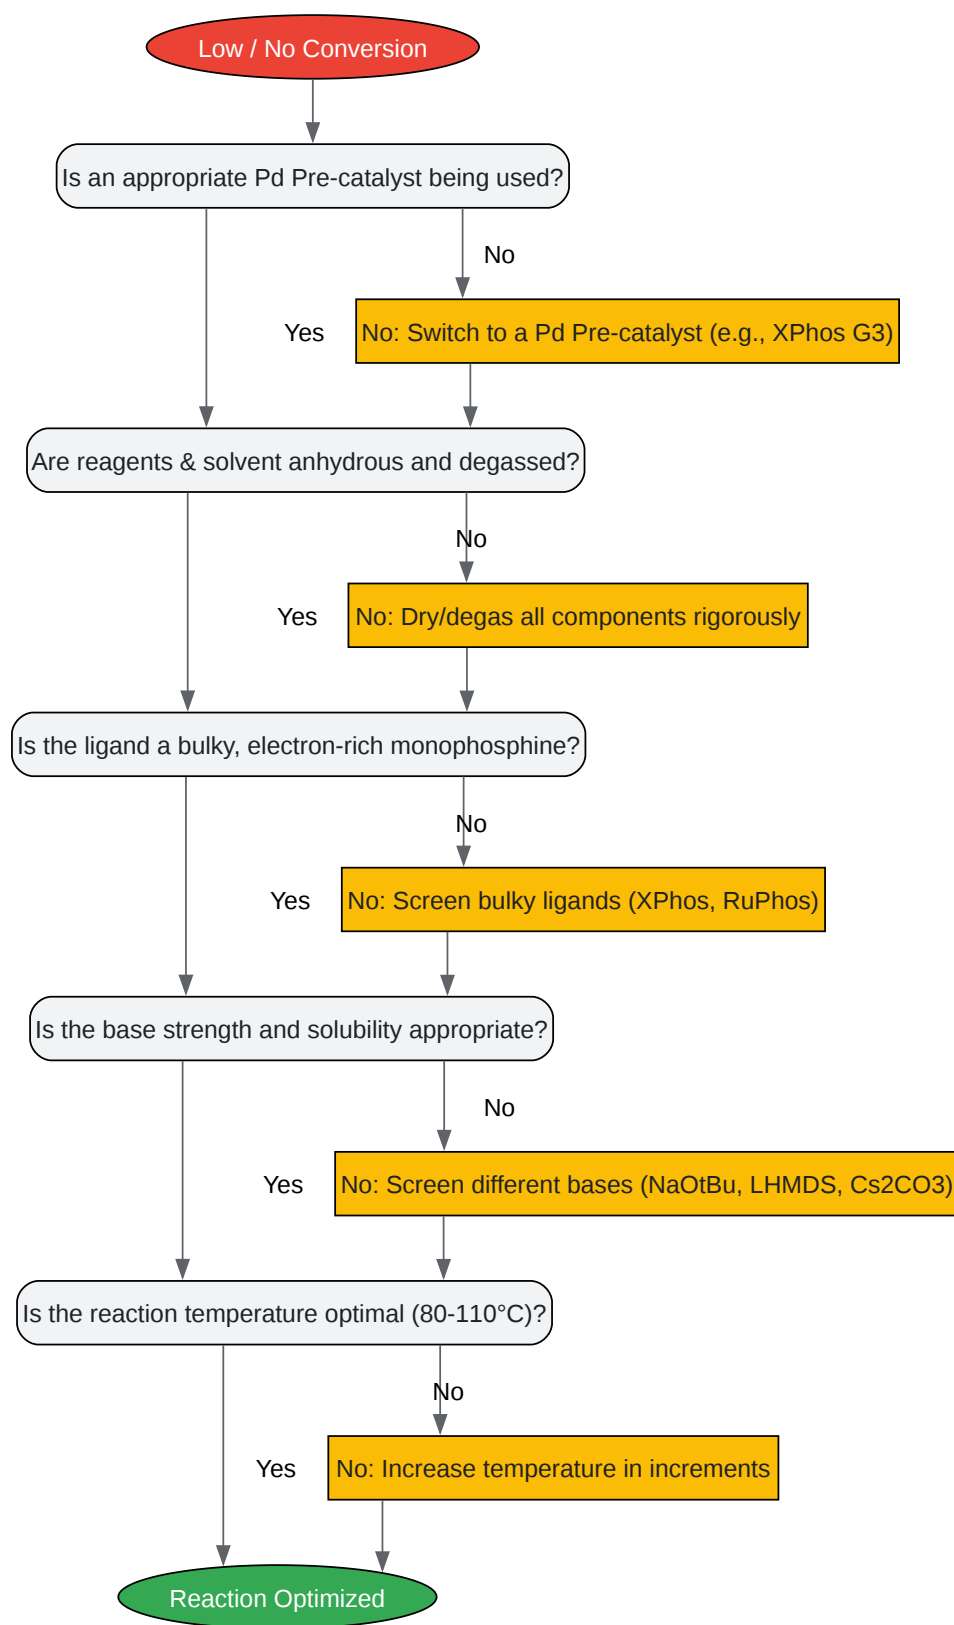 Low / No Conversion
Is an appropriate Pd Pre-catalyst being used?
No
Yes
No: Switch to a Pd Pre-catalyst (e.g., XPhos G3)
Are reagents & solvent anhydrous and degassed?
No
Yes
No: Dry/degas all components rigorously
Is the ligand a bulky, electron-rich monophosphine?
No
Yes
No: Screen bulky ligands (XPhos, RuPhos)
Is the base strength and solubility appropriate?
No
Yes
No: Screen different bases (NaOtBu, LHMDS, Cs2CO3)
Is the reaction temperature optimal (80-110°C)?
No
Yes
No: Increase temperature in increments
Reaction Optimized